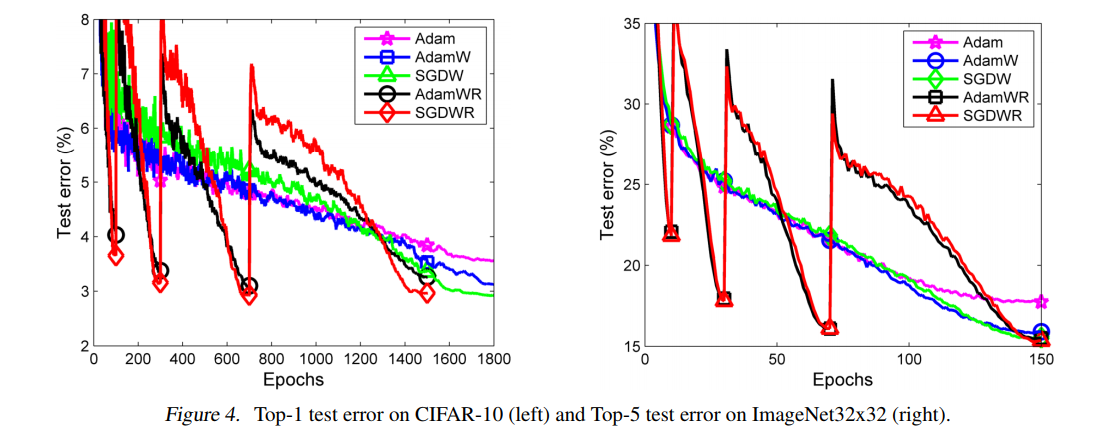 8
7
6
5
4
3
2
Test error (%)
0 200 400 600 800 1000 1200 1400 1600 1800
Epochs
Adam
AdamW
SGDW
AdamWR
SGDWR
35
30
25
20
15
Test error (%)
0 50 100 150
Epochs
Adam
AdamW
SGDW
AdamWR
SGDWR
Figure 4. Top-1 test error on CIFAR-10 (left) and Top-5 test error on ImageNet32x32 (right).